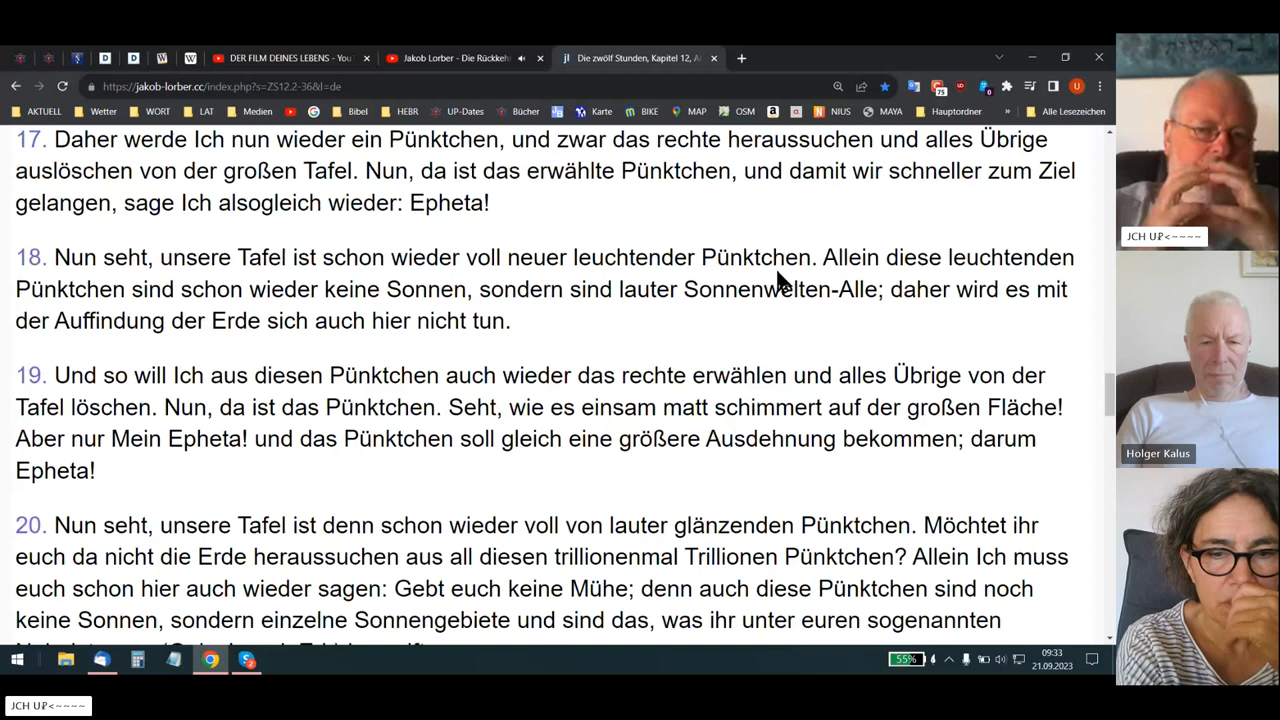 DER FILM DEINES LEBENS - You
Jakob Lorber - Die Rückkehr
Die zwölf Stunden, Kapitel 12, A
https://jakob-lorber.cc/index.php?s=ZS12.2-36&l=de
75
U
AKTUELL Wetter WORT LAT Medien Bibel HEBR UP-Dates Bücher Karte BIKE MAP OSM NIUS MAYA Hauptordner » Alle Lesezeichen
17. Daher werde Ich nun wieder ein Pünktchen, und zwar das rechte heraussuchen und alles Übrige
auslöschen von der großen Tafel. Nun, da ist das erwählte Pünktchen, und damit wir schneller zum Ziel
gelangen, sage Ich alsogleich wieder: Epheta!
18. Nun seht, unsere Tafel ist schon wieder voll neuer leuchtender Pünktchen. Allein diese leuchtenden
Pünktchen sind schon wieder keine Sonnen, sondern sind lauter Sonnenwelten-Alle; daher wird es mit
der Auffindung der Erde sich auch hier nicht tun.
19. Und so will Ich aus diesen Pünktchen auch wieder das rechte erwählen und alles Übrige von der
Tafel löschen. Nun, da ist das Pünktchen. Seht, wie es einsam matt schimmert auf der großen Fläche!
Aber nur Mein Epheta! und das Pünktchen soll gleich eine größere Ausdehnung bekommen; darum
Epheta!
20. Nun seht, unsere Tafel ist denn schon wieder voll von lauter glänzenden Pünktchen. Möchtet ihr
euch da nicht die Erde heraussuchen aus all diesen trillionenmal Trillionen Pünktchen? Allein Ich muss
euch schon hier auch wieder sagen: Gebt euch keine Mühe; denn auch diese Pünktchen sind noch
keine Sonnen, sondern einzelne Sonnengebiete und sind das, was ihr unter euren sogenannten
55%
09:33
21.09.2023
JCH UP<~~~~
Holger Kalus
JCH UP<~~~~